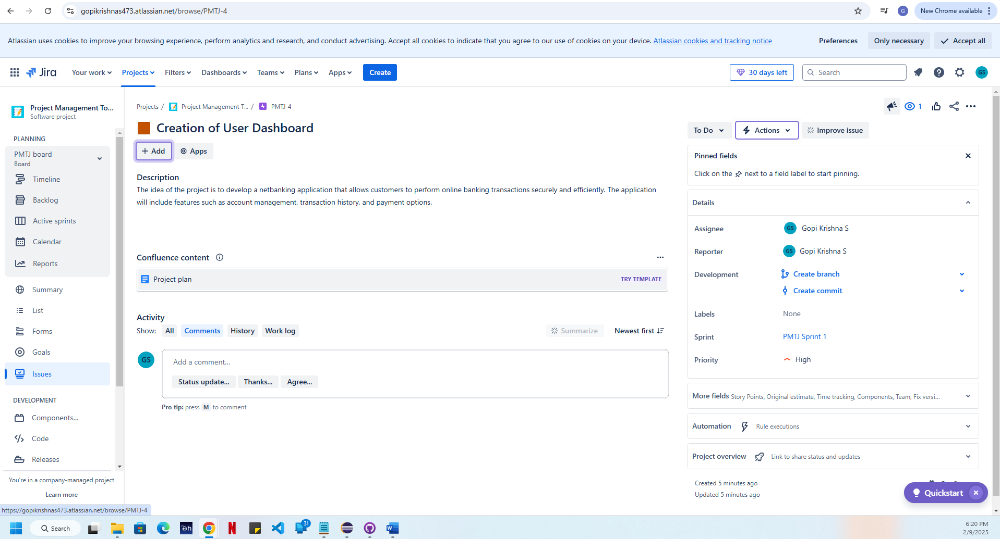 gopikrishnas473.atlassian.net/browse/PMTJ-4
G
New Chrome available
Atlassian uses cookies to improve your browsing experience, perform analytics and research, and conduct advertising. Accept all cookies to indicate that you agree to our use of cookies on your device. Atlassian cookies and tracking notice
Preferences
Only necessary
Accept all
Jira
Your work
Projects
Filters
Dashboards
Teams
Plans
Apps
Create
30 days left
Search
GS
Project Management To...
Software project
PLANNING
PMTJ board
Board
Timeline
Backlog
Active sprints
Calendar
Reports
Summary
List
Forms
Goals
Issues
DEVELOPMENT
Components...
Code
Releases
You're in a company-managed project
Learn more
https://gopikrishnas473.atlassian.net/browse/PMTJ-4
Projects / Project Management T... / PMTJ-4
Creation of User Dashboard
Add
Apps
Description
The idea of the project is to develop a netbanking application that allows customers to perform online banking transactions securely and efficiently. The application
will include features such as account management, transaction history, and payment options.
Confluence content
Project plan
TRY TEMPLATE
Activity
Show: All Comments History Work log
Summarize
Newest first
GS
Add a comment...
Status update...
Thanks...
Agree...
Pro tip: press M to comment
1
To Do
Actions
Improve issue
Pinned fields
Click on the next to a field label to start pinning.
Details
Assignee
GS Gopi Krishna S
Reporter
GS Gopi Krishna S
Development
Create branch
Create commit
Labels
None
Sprint
PMTJ Sprint 1
Priority
High
More fields Story Points, Original estimate, Time tracking, Components, Team, Fix versi...
Automation Rule executions
Project overview Link to share status and updates
Created 5 minutes ago
Updated 5 minutes ago
Quickstart
Search
31
6:20 PM
2/9/2025